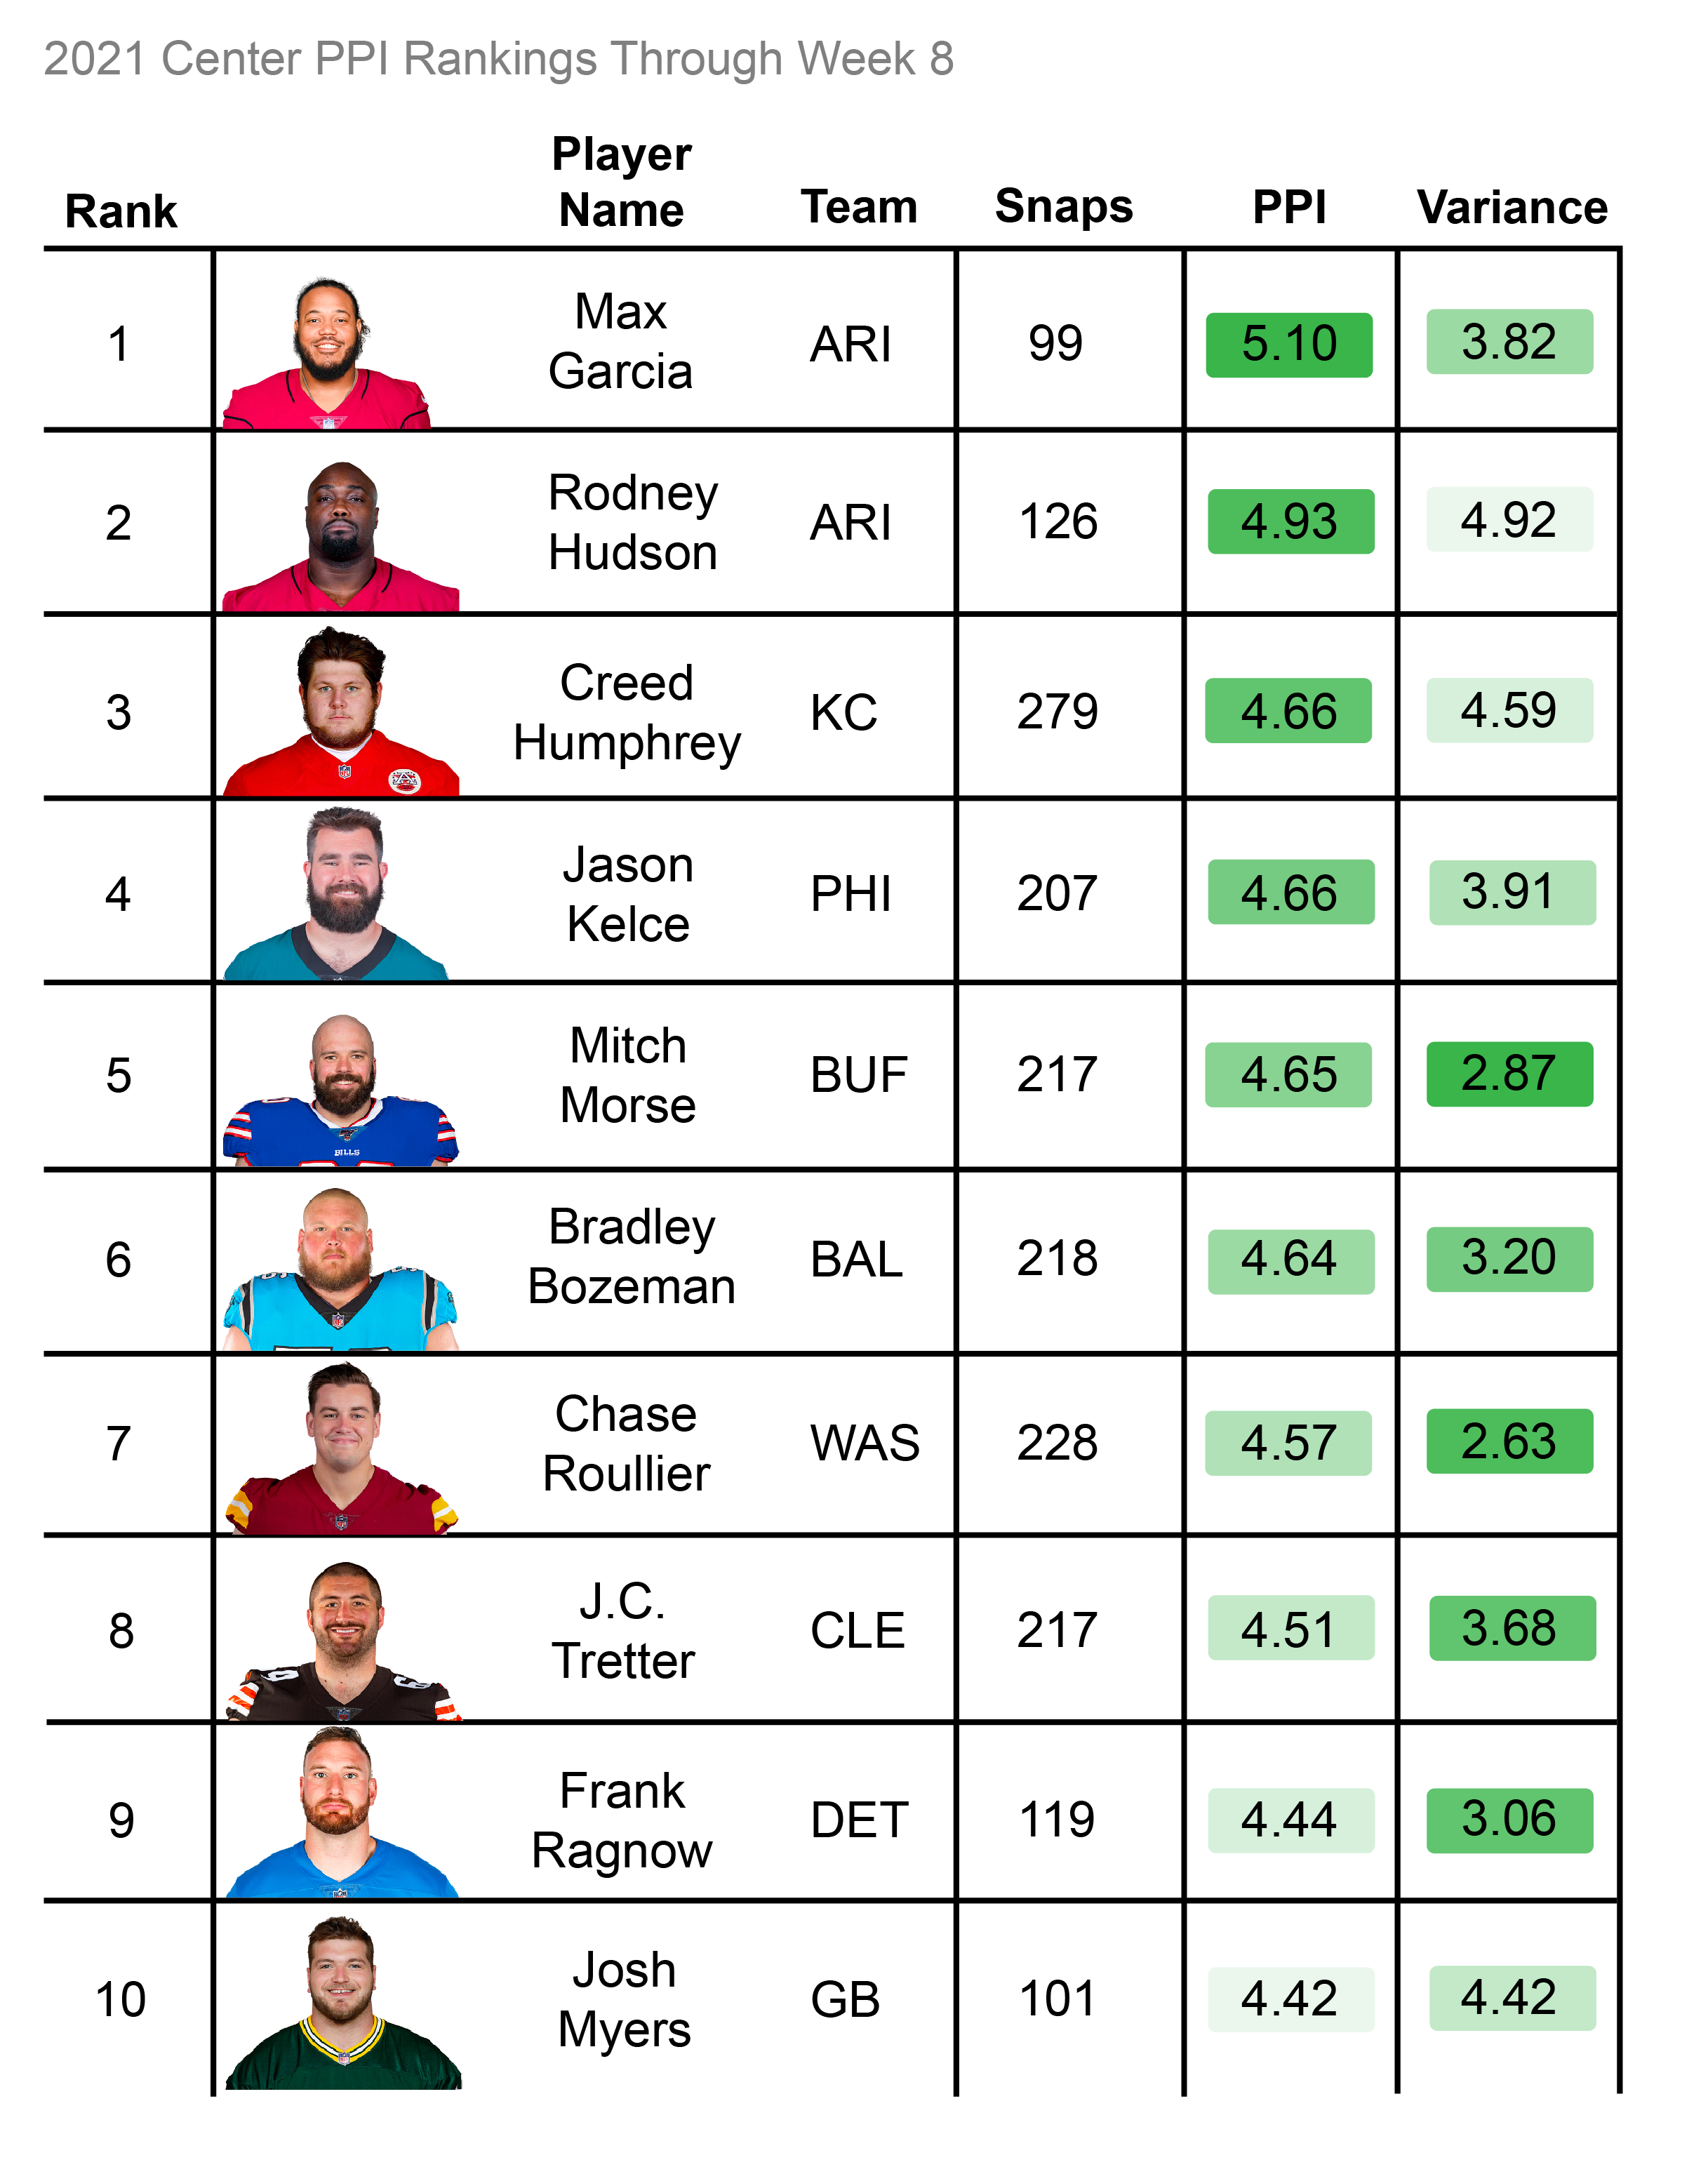 2021 Center PPI Rankings Through Week 8
Rank Player Name Team Snaps PPI Variance
1 Max Garcia ARI 99 5.10 3.82
2 Rodney Hudson ARI 126 4.93 4.92
3 Creed Humphrey KC 279 4.66 4.59
4 Jason Kelce PHI 207 4.66 3.91
5 Mitch Morse BUF 217 4.65 2.87
BILLS
6 Bradley Bozeman BAL 218 4.64 3.20
7 Chase Roullier WAS 228 4.57 2.63
8 J.C. Tretter CLE 217 4.51 3.68
9 Frank Ragnow DET 119 4.44 3.06
10 Josh Myers GB 101 4.42 4.42